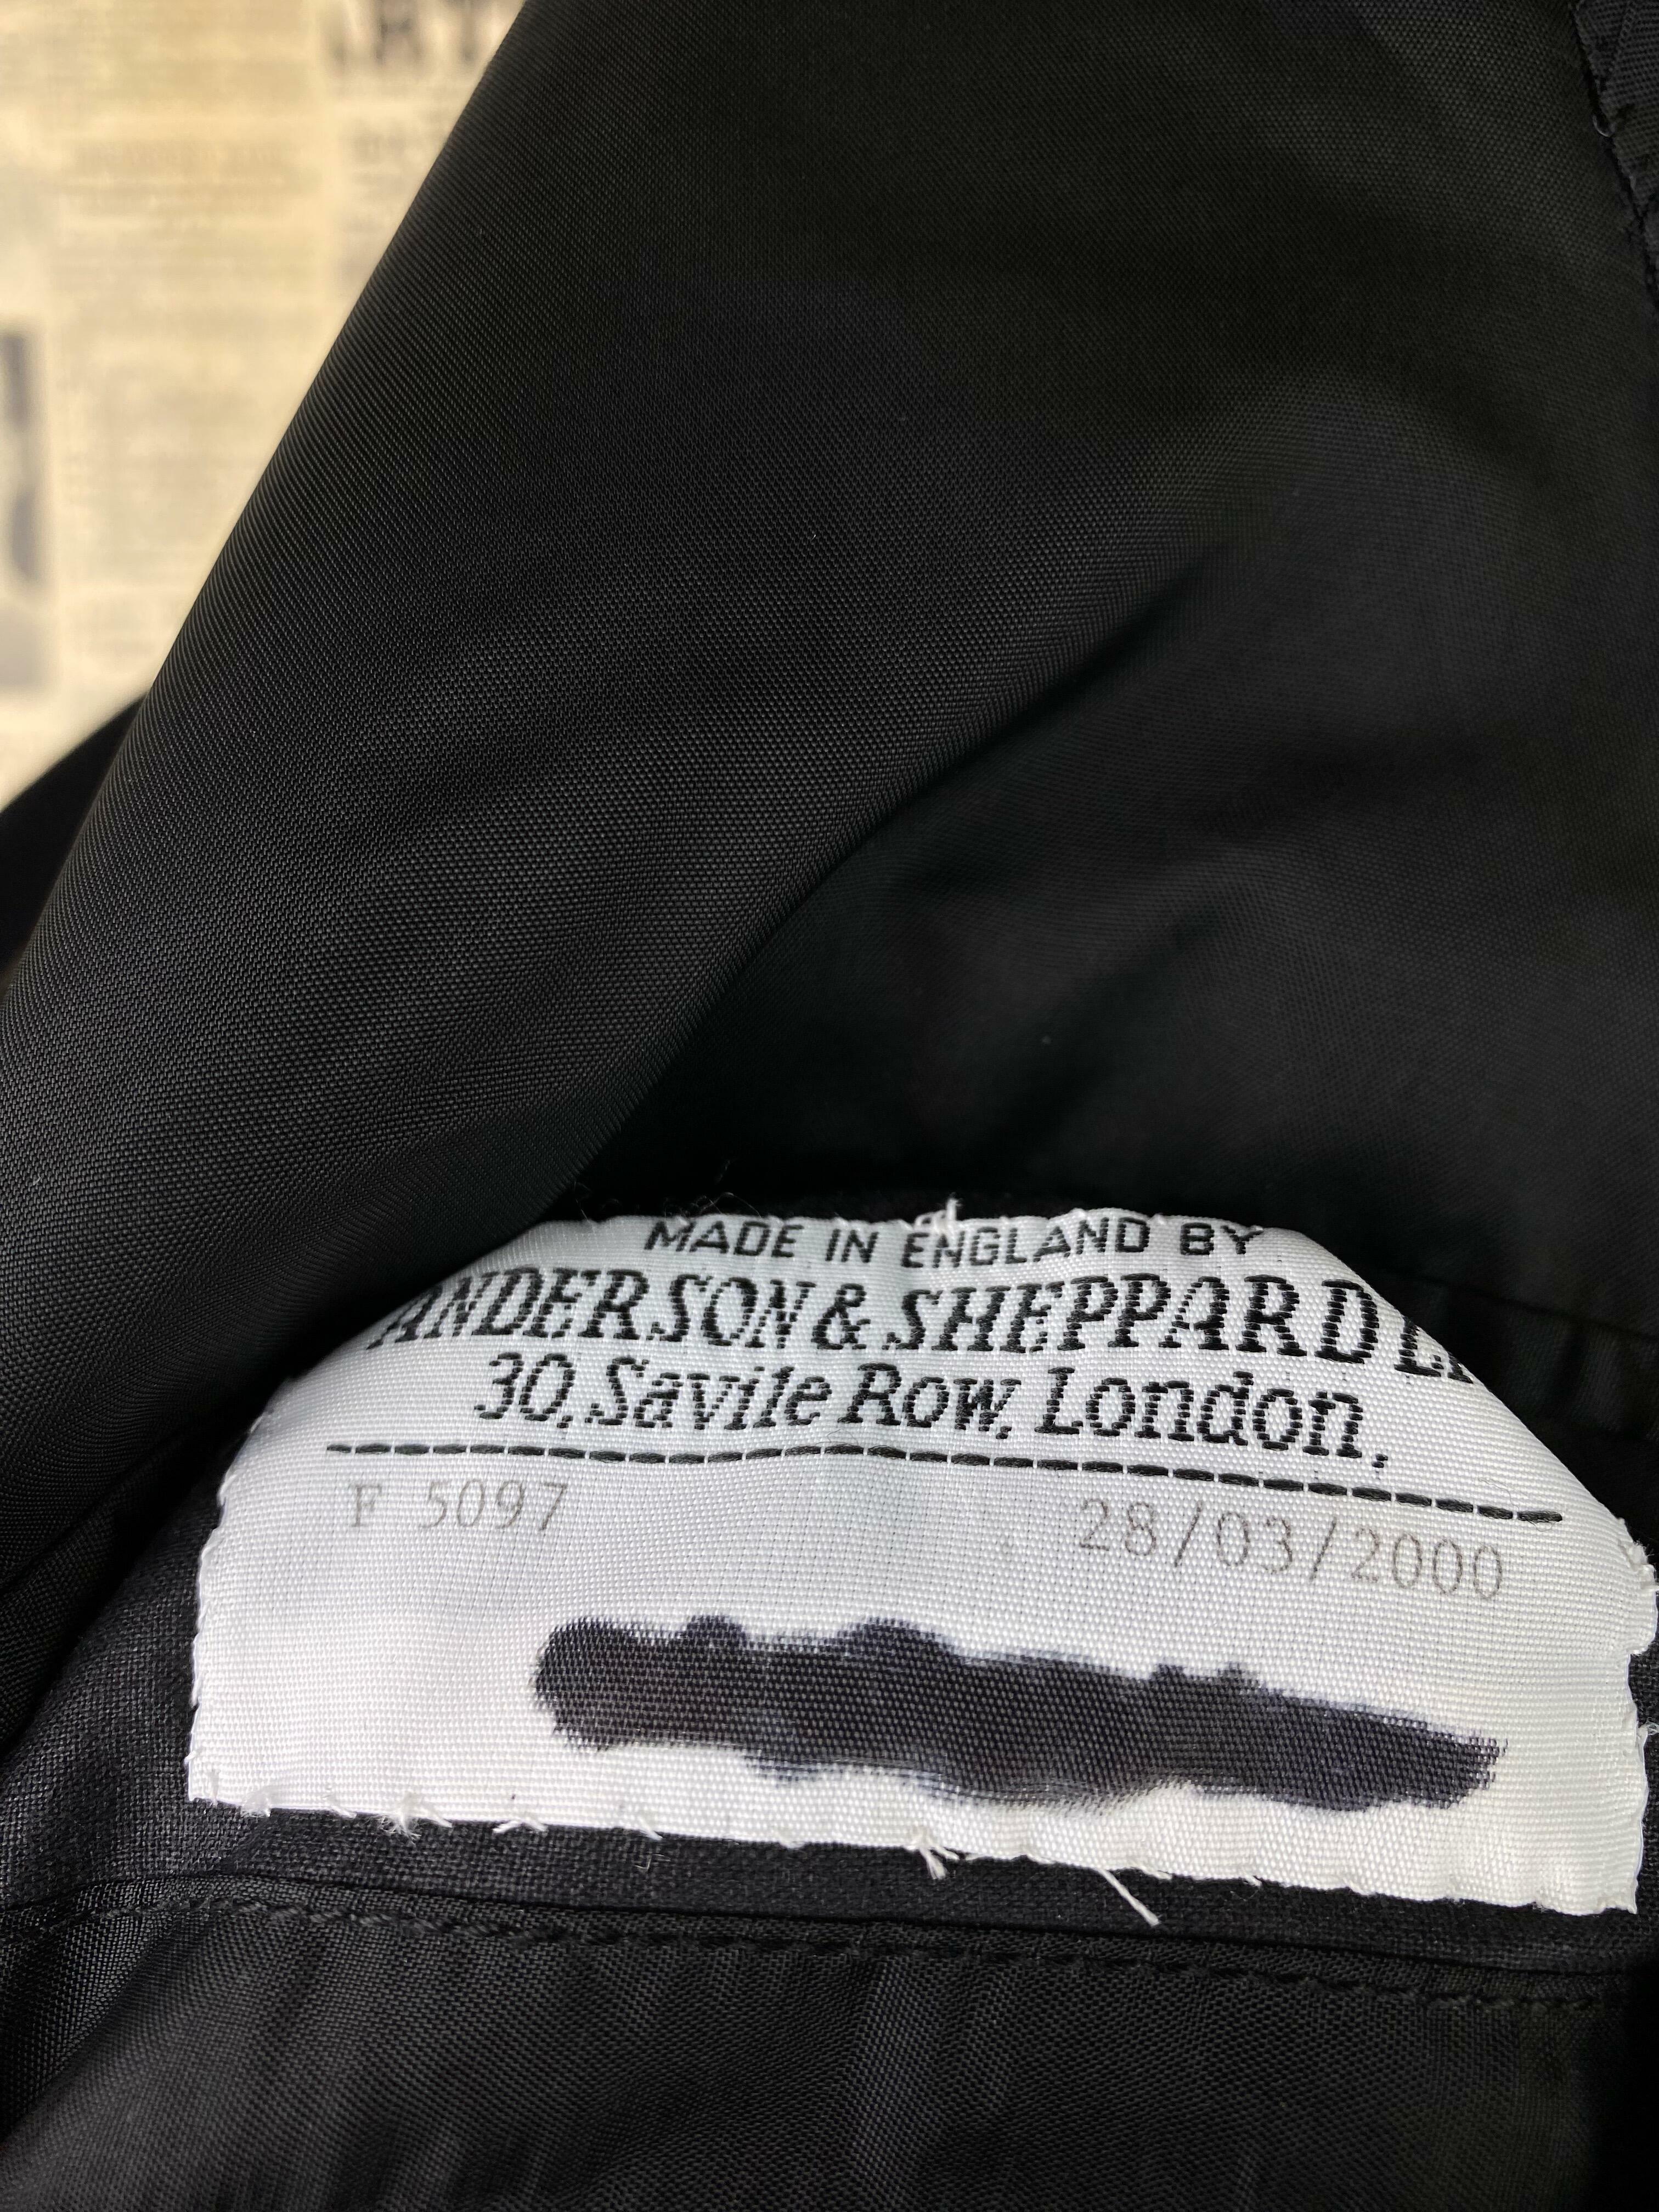 MADE IN ENGLAND BY
ANDERSON & SHEPPARD
30, Savile Row, London,
F 5097 28/03/2000